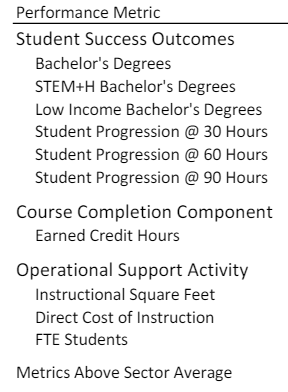 Performance Metric
Student Success Outcomes
Bachelor's Degrees
STEM+H Bachelor's Degrees
Low Income Bachelor's Degrees
Student Progression @ 30 Hours
Student Progression @ 60 Hours
Student Progression @ 90 Hours
Course Completion Component
Earned Credit Hours
Operational Support Activity
Instructional Square Feet
Direct Cost of Instruction
FTE Students
Metrics Above Sector Average